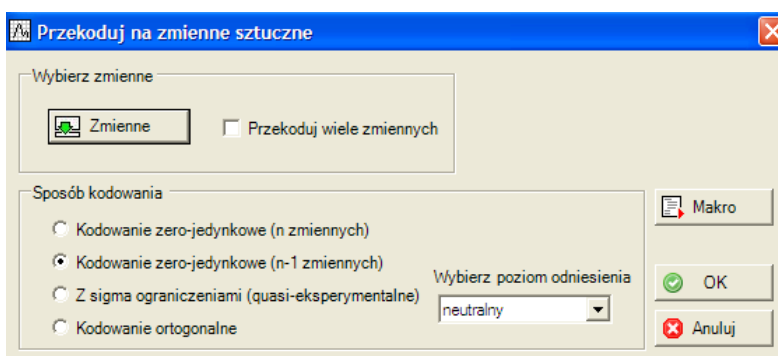 Przekoduj na zmienne sztuczne
Wybierz zmienne
Zmienne
Przekoduj wiele zmiennych
Sposób kodowania
Kodowanie zero-jedynkowe (n zmiennych)
Kodowanie zero-jedynkowe (n-1 zmiennych)
Z sigma ograniczeniami (quasi-eksperymentalne)
Kodowanie ortogonalne
Wybierz poziom odniesienia
neutralny
Makro
OK
Anuluj